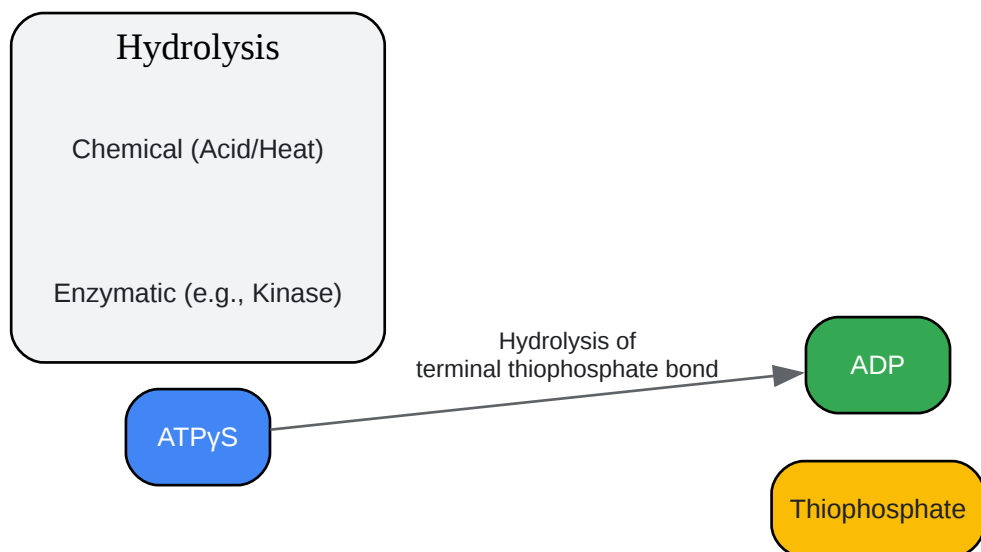 Hydrolysis
Chemical (Acid/Heat)
Enzymatic (e.g., Kinase)
Hydrolysis of
terminal thiophosphate bond
ADP
ATPγS
Thiophosphate